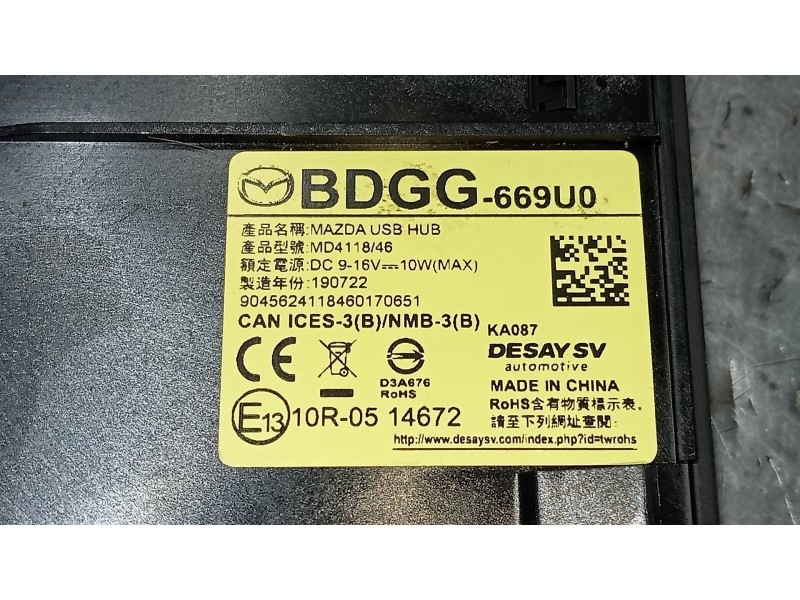 BDGG-669U0
產品名稱:MAZDA USB HUB
產品型號:MD4118/46
額定電源:DC 9-16V⎓10W(MAX)
製造年份:190722
9045624118460170651
CAN ICES-3(B)/NMB-3(B)
KA087
CE
D3A676
RoHS
DESAY SV
automotive
MADE IN CHINA
RoHS含有物質標示表,
請至下列網址查閱:
E13 10R-05 14672
http://www.desaysv.com/index.php?id=twrohs